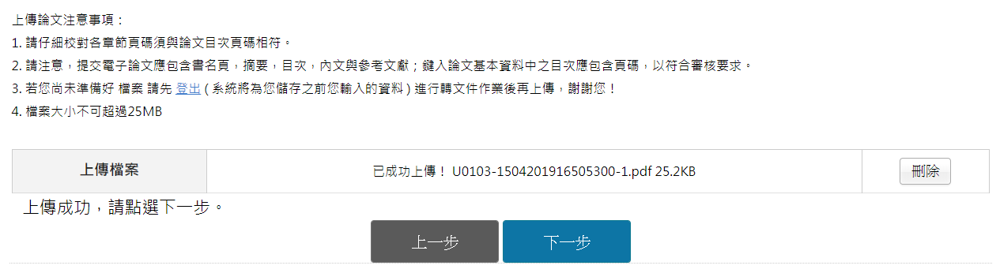 上傳論文注意事項：
1. 請仔細校對各章節頁碼須與論文目次頁碼相符。
2. 請注意，提交電子論文應包含書名頁，摘要，目次，內文與參考文獻；鍵入論文基本資料中之目次應包含頁碼，以符合審核要求。
3. 若您尚未準備好 檔案 請先 登出 ( 系統將為您儲存之前您輸入的資料 ) 進行轉文件作業後再上傳，謝謝您！
4. 檔案大小不可超過25MB
上傳檔案 已成功上傳！ U0103-1504201916505300-1.pdf 25.2KB 刪除
上傳成功，請點選下一步。
上一步 下一步